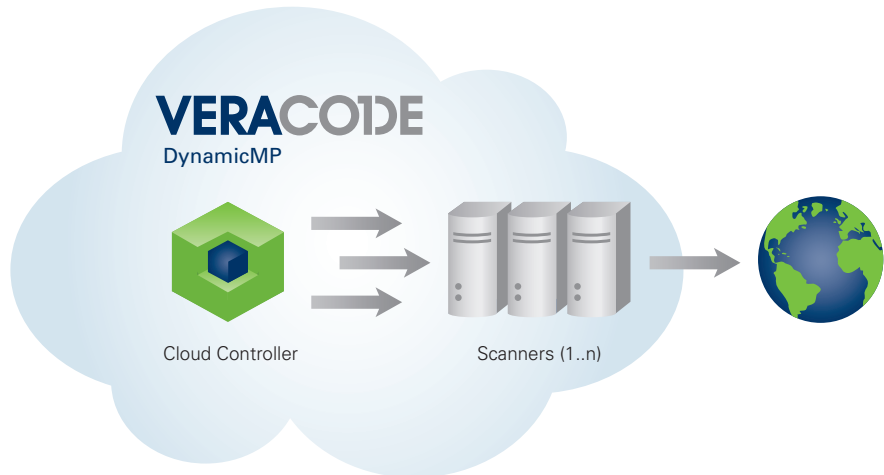 VERACODE
DynamicMP
Cloud Controller
Scanners (1..n)